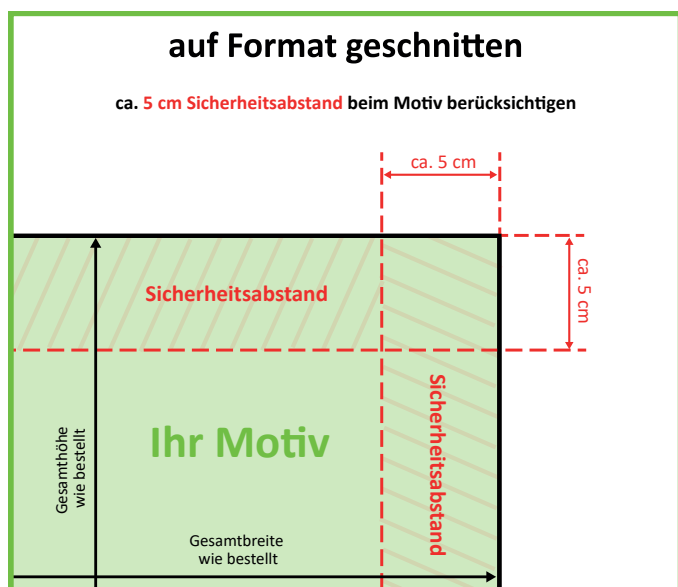 auf Format geschnitten
ca. 5 cm Sicherheitsabstand beim Motiv berücksichtigen
ca. 5 cm
Sicherheitsabstand
ca. 5 cm
Ihr Motiv
Sicherheitsabstand
Gesamthöhe
wie bestellt
Gesamtbreite
wie bestellt